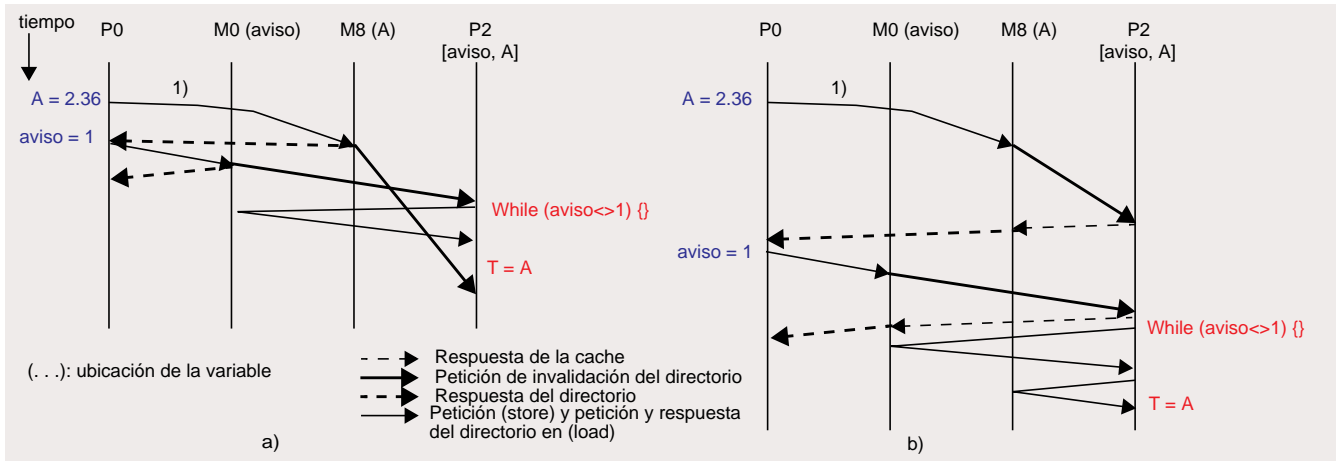 tiempo
P0
M0 (aviso)
M8 (A)
P2
[aviso, A]
1)
A = 2.36
aviso = 1
While (aviso<>1) {}
T = A
(. . .): ubicación de la variable
Respuesta de la cache
Petición de invalidación del directorio
Respuesta del directorio
Petición (store) y petición y respuesta
del directorio en (load)
a)
P0
M0 (aviso)
M8 (A)
P2
[aviso, A]
1)
A = 2.36
aviso = 1
While (aviso<>1) {}
T = A
b)